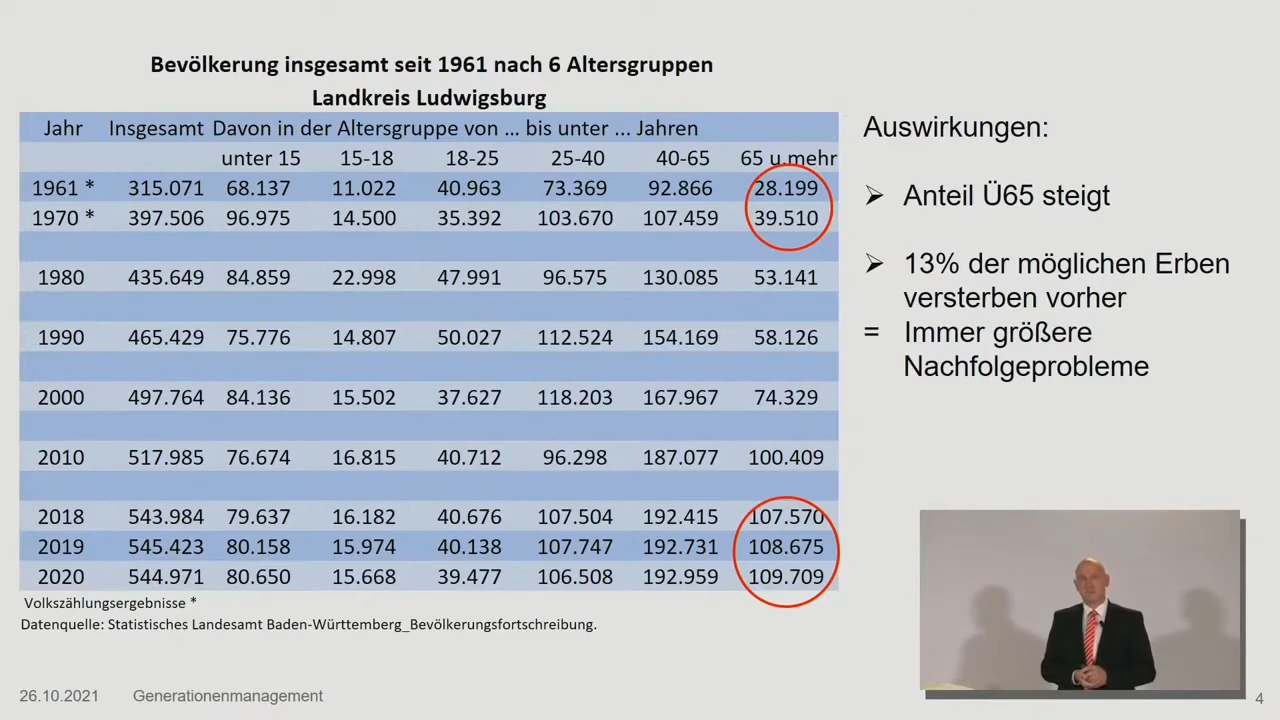 Bevölkerung insgesamt seit 1961 nach 6 Altersgruppen
Landkreis Ludwigsburg
Jahr Insgesamt Davon in der Altersgruppe von ... bis unter ... Jahren
unter 15 15-18 18-25 25-40 40-65 65 u.mehr
1961 * 315.071 68.137 11.022 40.963 73.369 92.866 28.199
1970 * 397.506 96.975 14.500 35.392 103.670 107.459 39.510
1980 435.649 84.859 22.998 47.991 96.575 130.085 53.141
1990 465.429 75.776 14.807 50.027 112.524 154.169 58.126
2000 497.764 84.136 15.502 37.627 118.203 167.967 74.329
2010 517.985 76.674 16.815 40.712 96.298 187.077 100.409
2018 543.984 79.637 16.182 40.676 107.504 192.415 107.570
2019 545.423 80.158 15.974 40.138 107.747 192.731 108.675
2020 544.971 80.650 15.668 39.477 106.508 192.959 109.709
Volkszählungsergebnisse *
Datenquelle: Statistisches Landesamt Baden-Württemberg_Bevölkerungsfortschreibung.
Auswirkungen:
➢ Anteil Ü65 steigt
➢ 13% der möglichen Erben
versterben vorher
= Immer größere
Nachfolgeprobleme
26.10.2021 Generationenmanagement
4